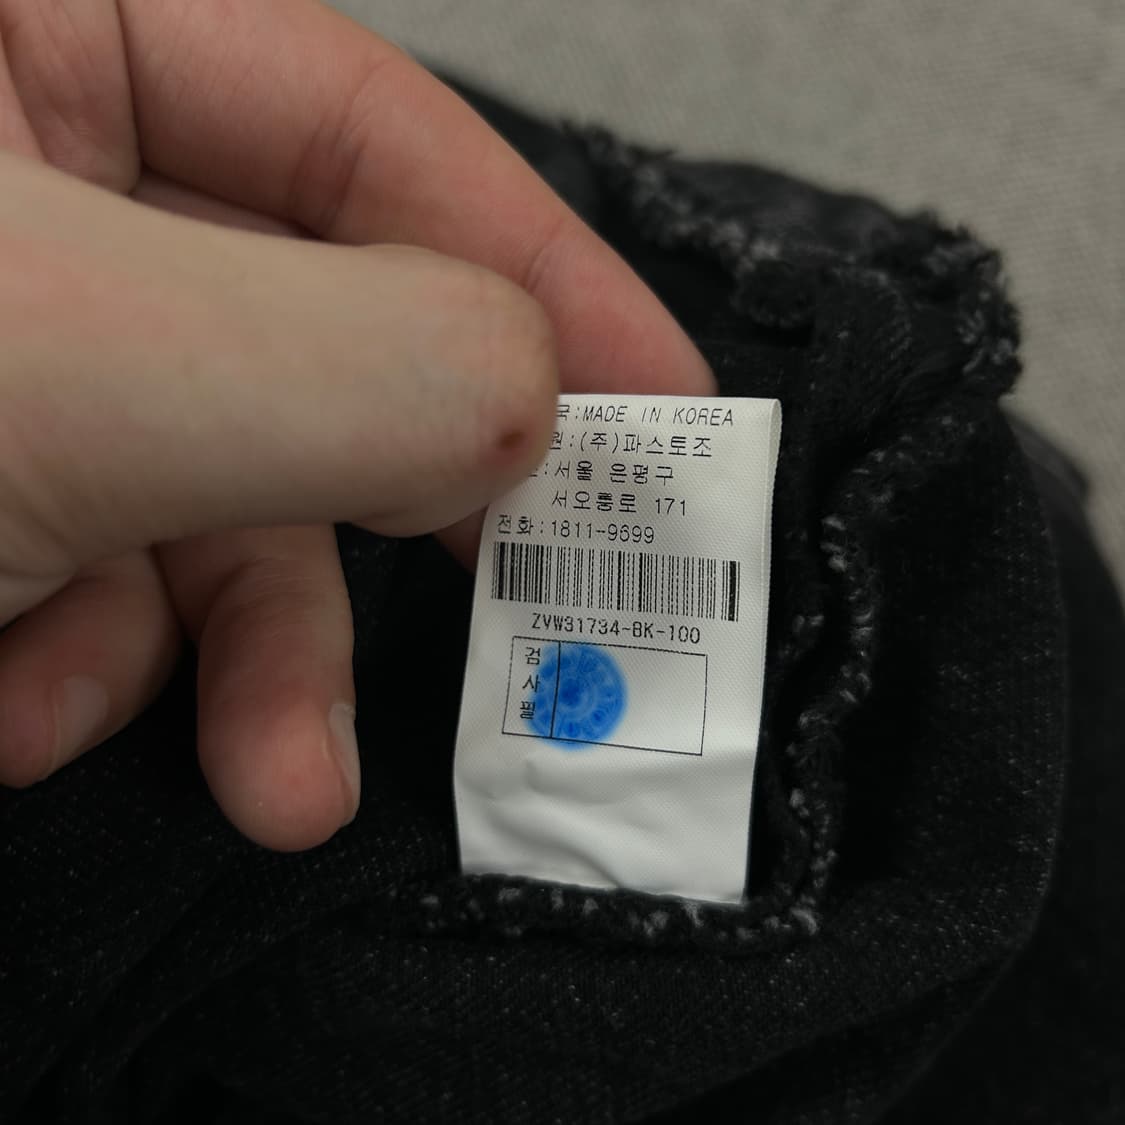 국:MADE IN KOREA
원:(주)파스토조
:서울 은평구
서오릉로 171
전화:1811-9699
ZVW31734-BK-100
검
사
필